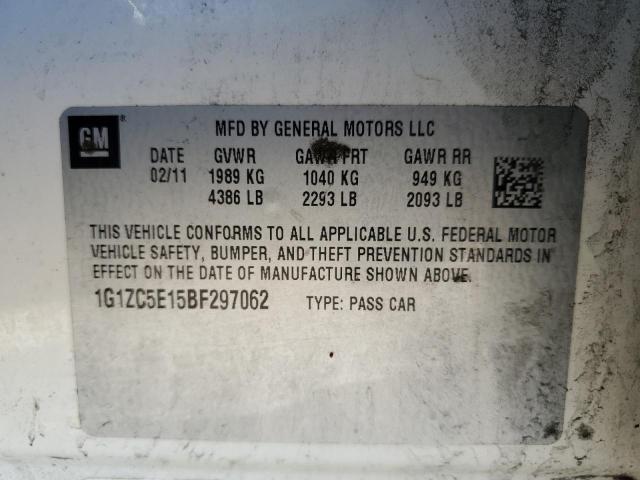 GM ®
MFD BY GENERAL MOTORS LLC
DATE GVWR GAWR FRT GAWR RR
02/11 1989 KG 1040 KG 949 KG
4386 LB 2293 LB 2093 LB
THIS VEHICLE CONFORMS TO ALL APPLICABLE U.S. FEDERAL MOTOR
VEHICLE SAFETY, BUMPER, AND THEFT PREVENTION STANDARDS IN
EFFECT ON THE DATE OF MANUFACTURE SHOWN ABOVE.
1G1ZC5E15BF297062 TYPE: PASS CAR